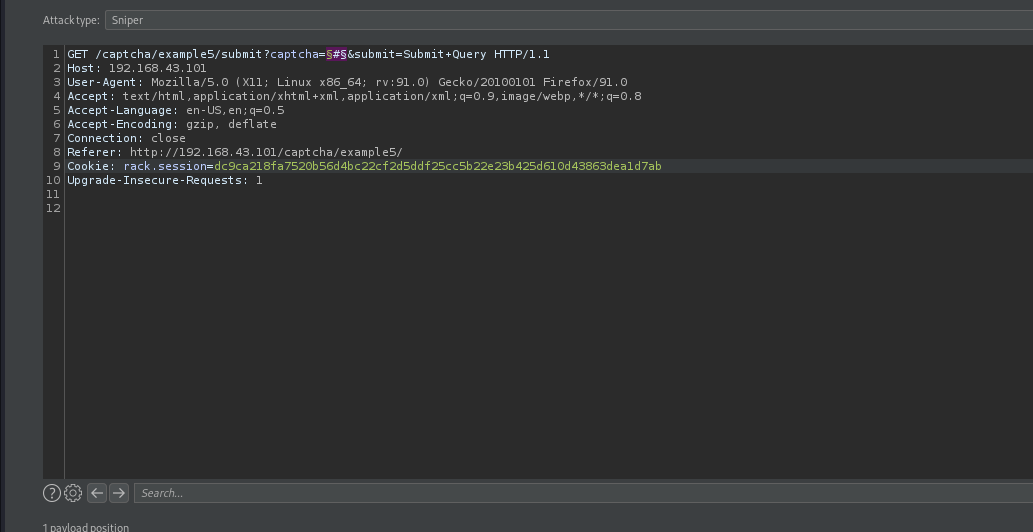 Attack type: Sniper
1 GET /captcha/example5/submit?captcha=§#§&submit=Submit+Query HTTP/1.1
2 Host: 192.168.43.101
3 User-Agent: Mozilla/5.0 (X11; Linux x86_64; rv:91.0) Gecko/20100101 Firefox/91.0
4 Accept: text/html,application/xhtml+xml,application/xml;q=0.9,image/webp,*/*;q=0.8
5 Accept-Language: en-US,en;q=0.5
6 Accept-Encoding: gzip, deflate
7 Connection: close
8 Referer: http://192.168.43.101/captcha/example5/
9 Cookie: rack.session=dc9ca218fa7520b56d4bc22cf2d5ddf25cc5b22e23b425d610d43863dea1d7ab
10 Upgrade-Insecure-Requests: 1
11
12
? Search...
1 payload position